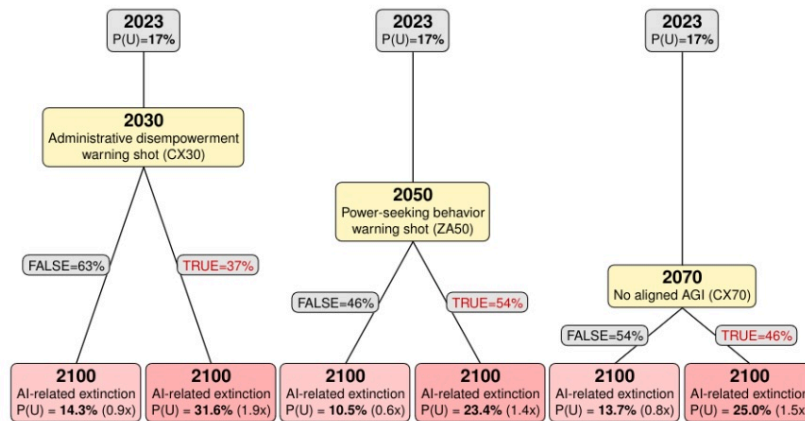 2023
P(U)=17%
2023
P(U)=17%
2023
P(U)=17%
2030
Administrative disempowerment
warning shot (CX30)
2050
Power-seeking behavior
warning shot (ZA50)
FALSE=63%
TRUE=37%
2070
No aligned AGI (CX70)
FALSE=46%
TRUE=54%
FALSE=54%
TRUE=46%
2100
AI-related extinction
P(U) = 14.3% (0.9x)
2100
AI-related extinction
P(U) = 31.6% (1.9x)
2100
AI-related extinction
P(U) = 10.5% (0.6x)
2100
AI-related extinction
P(U) = 23.4% (1.4x)
2100
AI-related extinction
P(U) = 13.7% (0.8x)
2100
AI-related extinction
P(U) = 25.0% (1.5x)